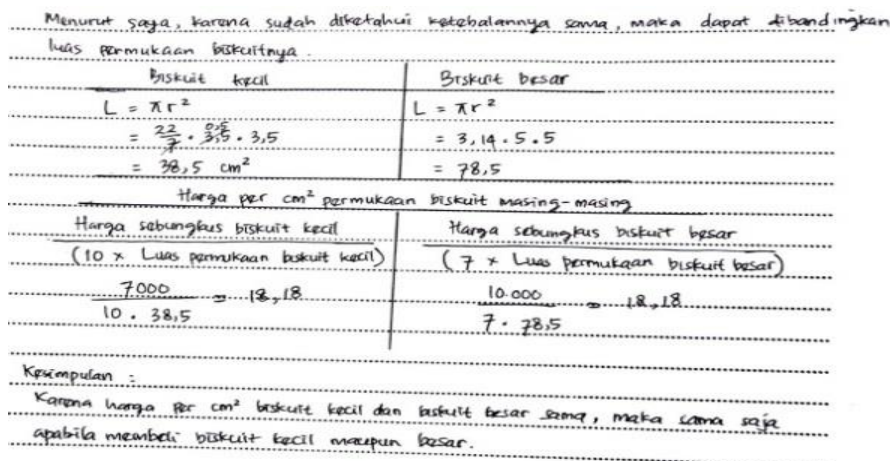 Menurut saya, karena sudah diketahui ketebalannya sama, maka dapat dibandingkan
luas permukaan biskuitnya.
Biskuit kecil
Biskuit besar
L = πr²
L = πr²
= 22/7 . 3,5 0,5 . 3,5
= 3,14 . 5 . 5
= 38,5 cm²
= 78,5
Harga per cm² permukaan biskuit masing-masing
Harga sebungkus biskuit kecil
Harga sebungkus biskuit besar
(10 x Luas permukaan biskuit kecil)
(7 x Luas permukaan biskuit besar)
7000 / 10 . 38,5 = 18,18
10.000 / 7 . 78,5 = 18,18
Kesimpulan :
Karena harga per cm² biskuit kecil dan biskuit besar sama, maka sama saja
apabila membeli biskuit kecil maupun besar.